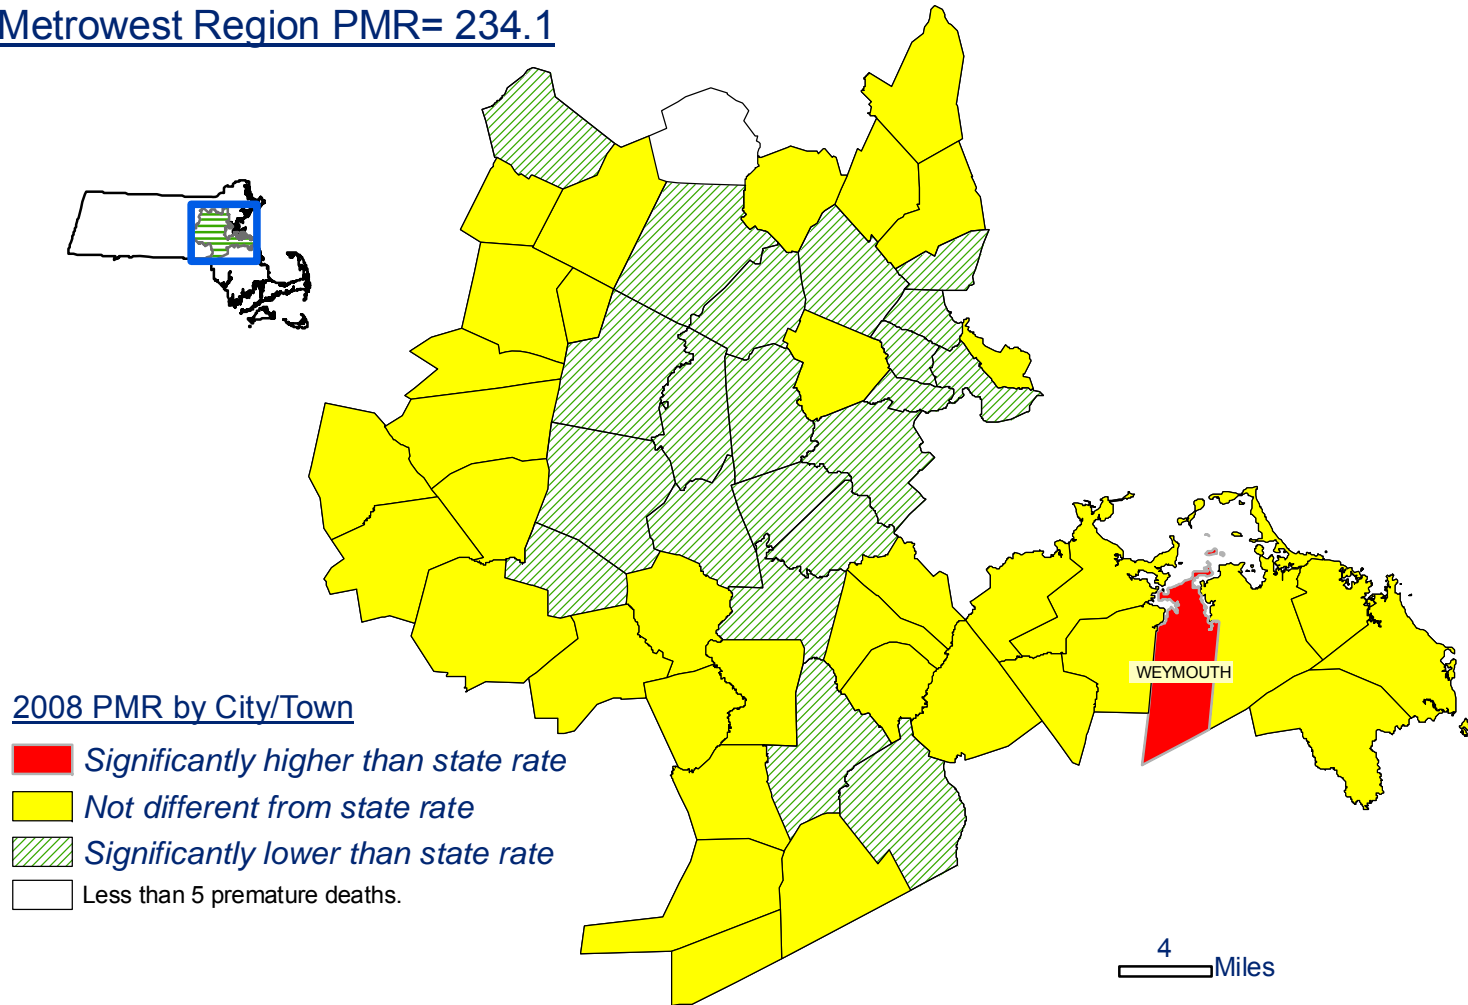 Metrowest Region PMR= 234.1
WEYMOUTH
2008 PMR by City/Town
Significantly higher than state rate
Not different from state rate
Significantly lower than state rate
Less than 5 premature deaths.
4
Miles